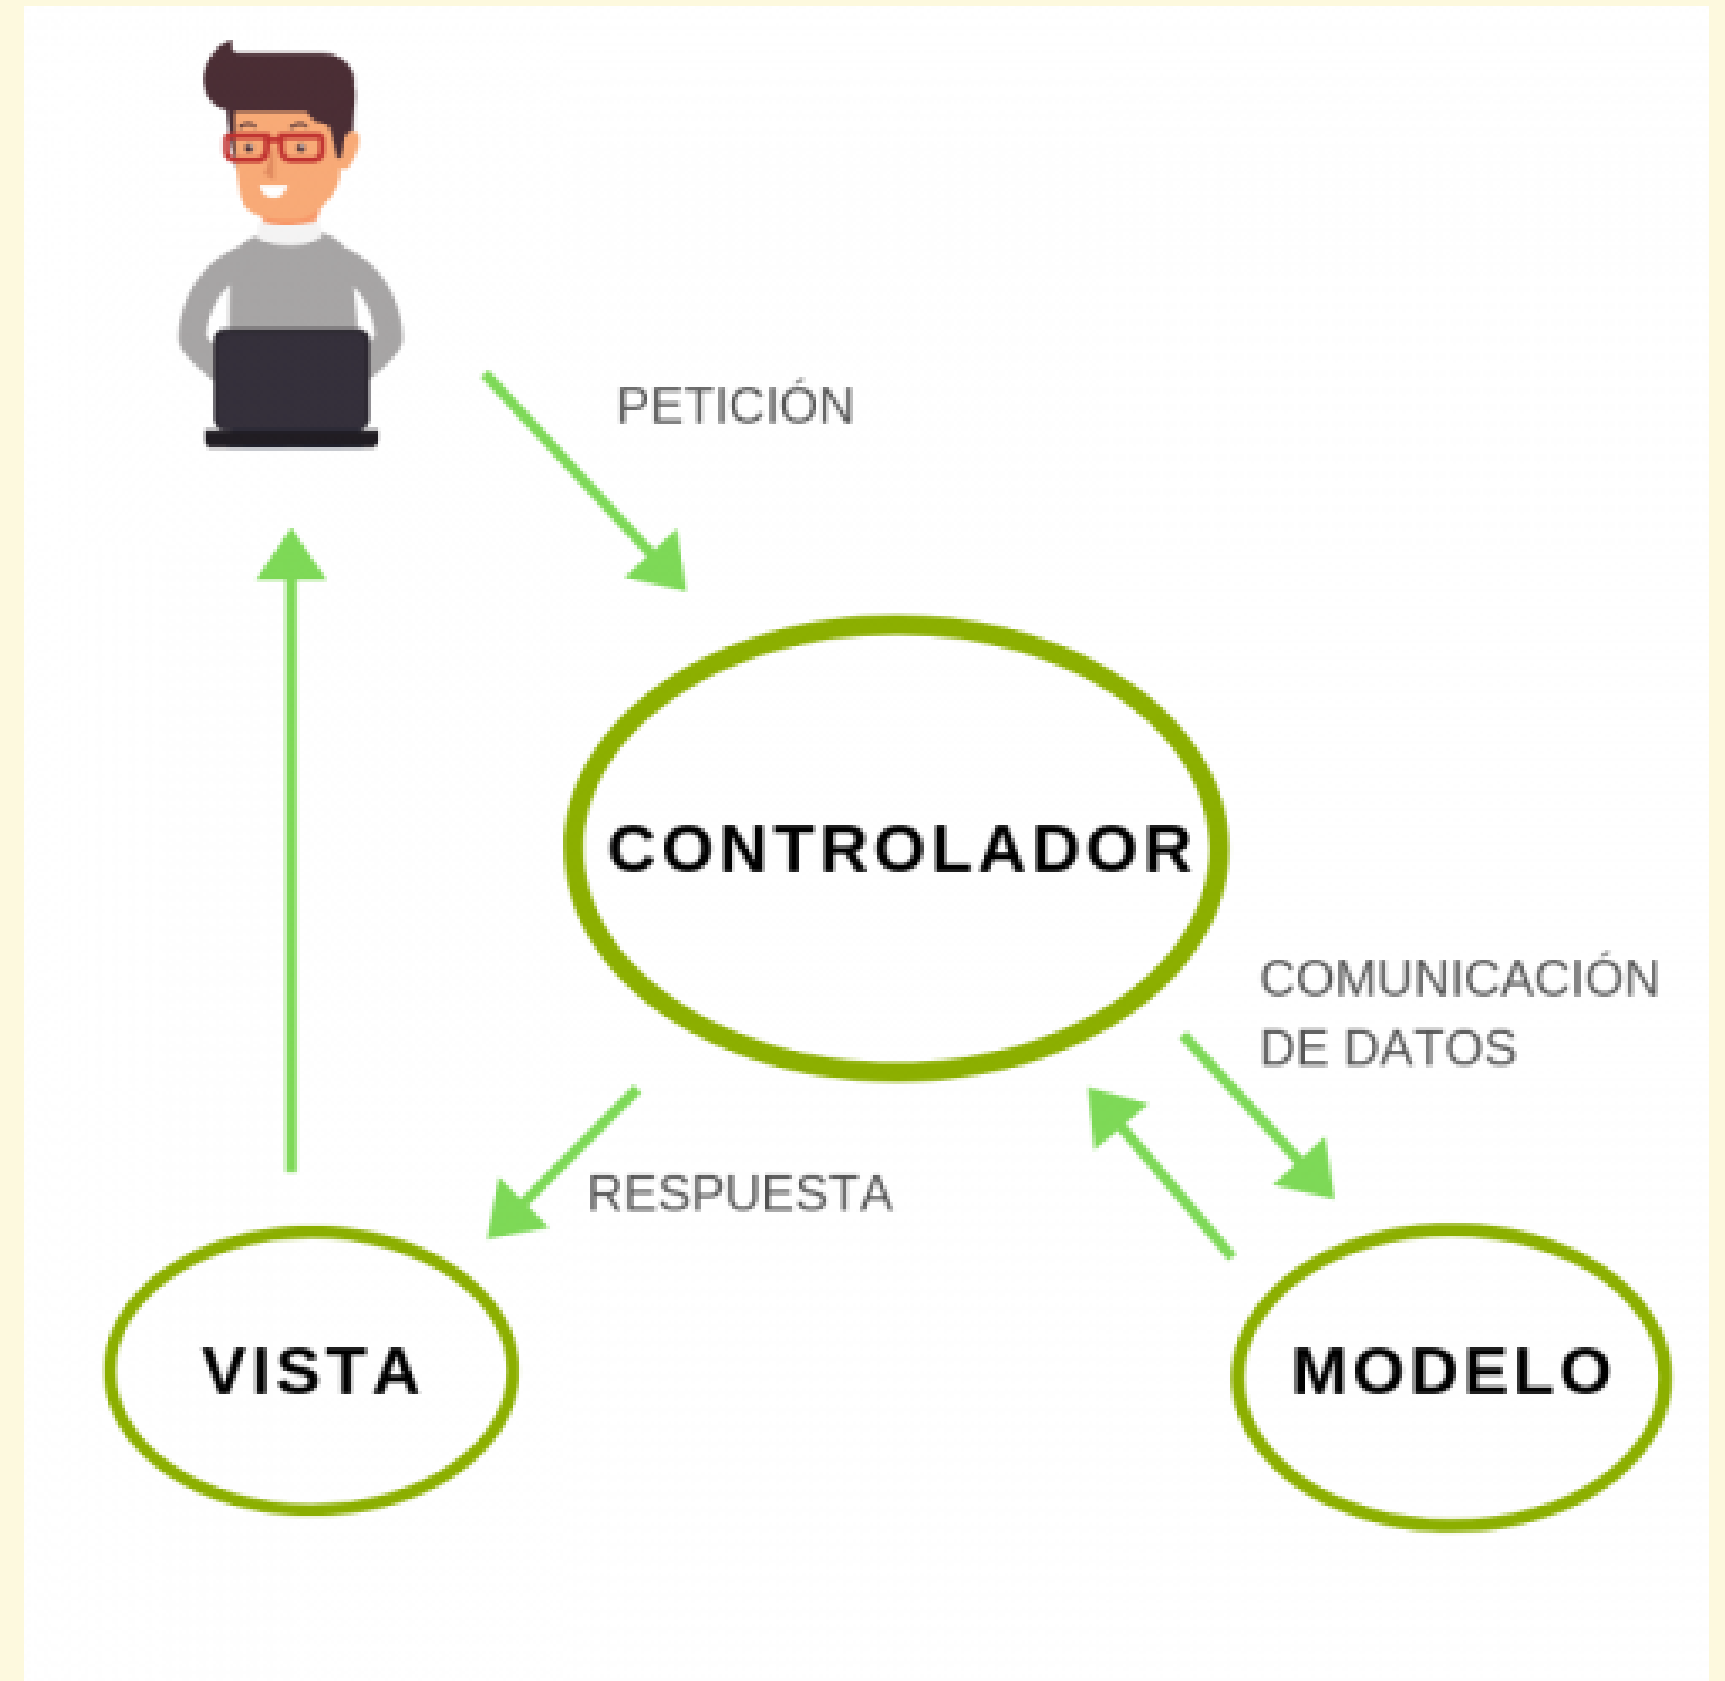 PETICIÓN
CONTROLADOR
COMUNICACIÓN
DE DATOS
RESPUESTA
VISTA
MODELO